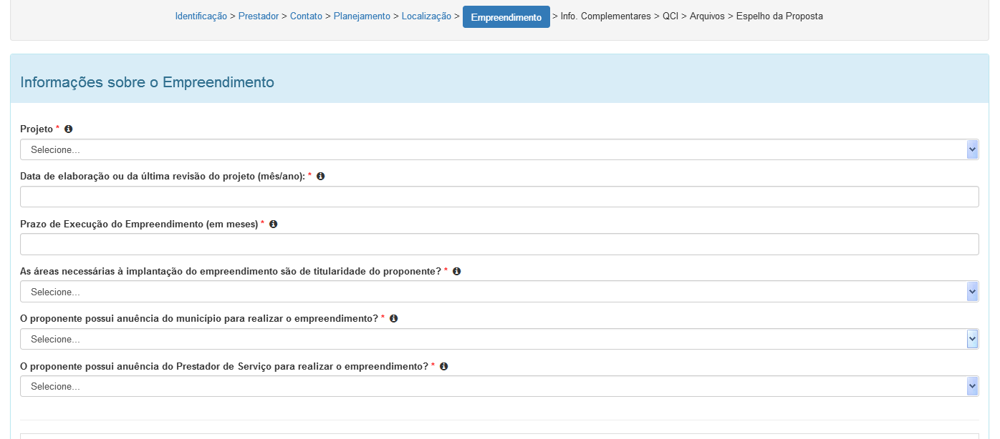 Identificação > Prestador > Contato > Planejamento > Localização > Empreendimento > Info. Complementares > QCI > Arquivos > Espelho da Proposta
Informações sobre o Empreendimento
Projeto *
Selecione...
Data de elaboração ou da última revisão do projeto (mês/ano): *
Prazo de Execução do Empreendimento (em meses) *
As áreas necessárias à implantação do empreendimento são de titularidade do proponente? *
Selecione...
O proponente possui anuência do município para realizar o empreendimento? *
Selecione...
O proponente possui anuência do Prestador de Serviço para realizar o empreendimento? *
Selecione...